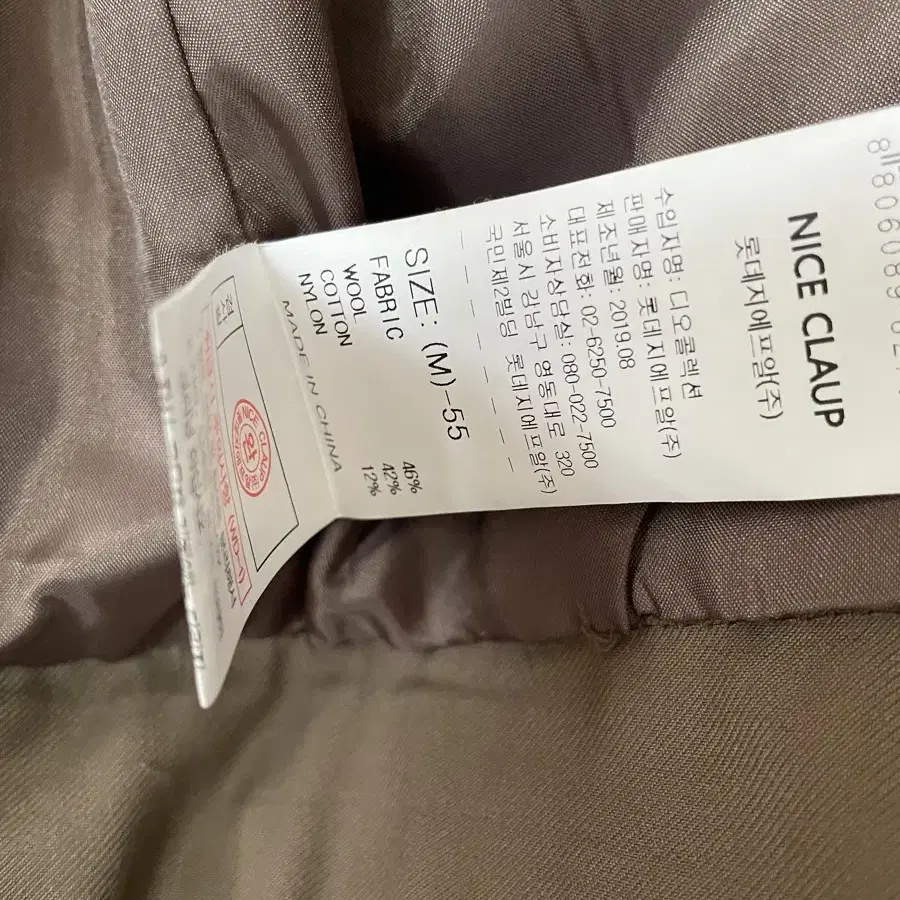 NICE CLAUP
롯데지에프알(주)
수입자명: 디오콜렉션
판매자명: 롯데지에프알(주)
제조년월: 2019.08
대표전화: 02-6250-7500
소비자상담실: 080-022-7500
서울시 강남구 영동대로 320
국민제2빌딩 롯데지에프알(주)
SIZE: (M)-55
FABRIC
WOOL 46%
COTTON 42%
NYLON 12%
MADE IN CHINA
검사
NICE CLAUP